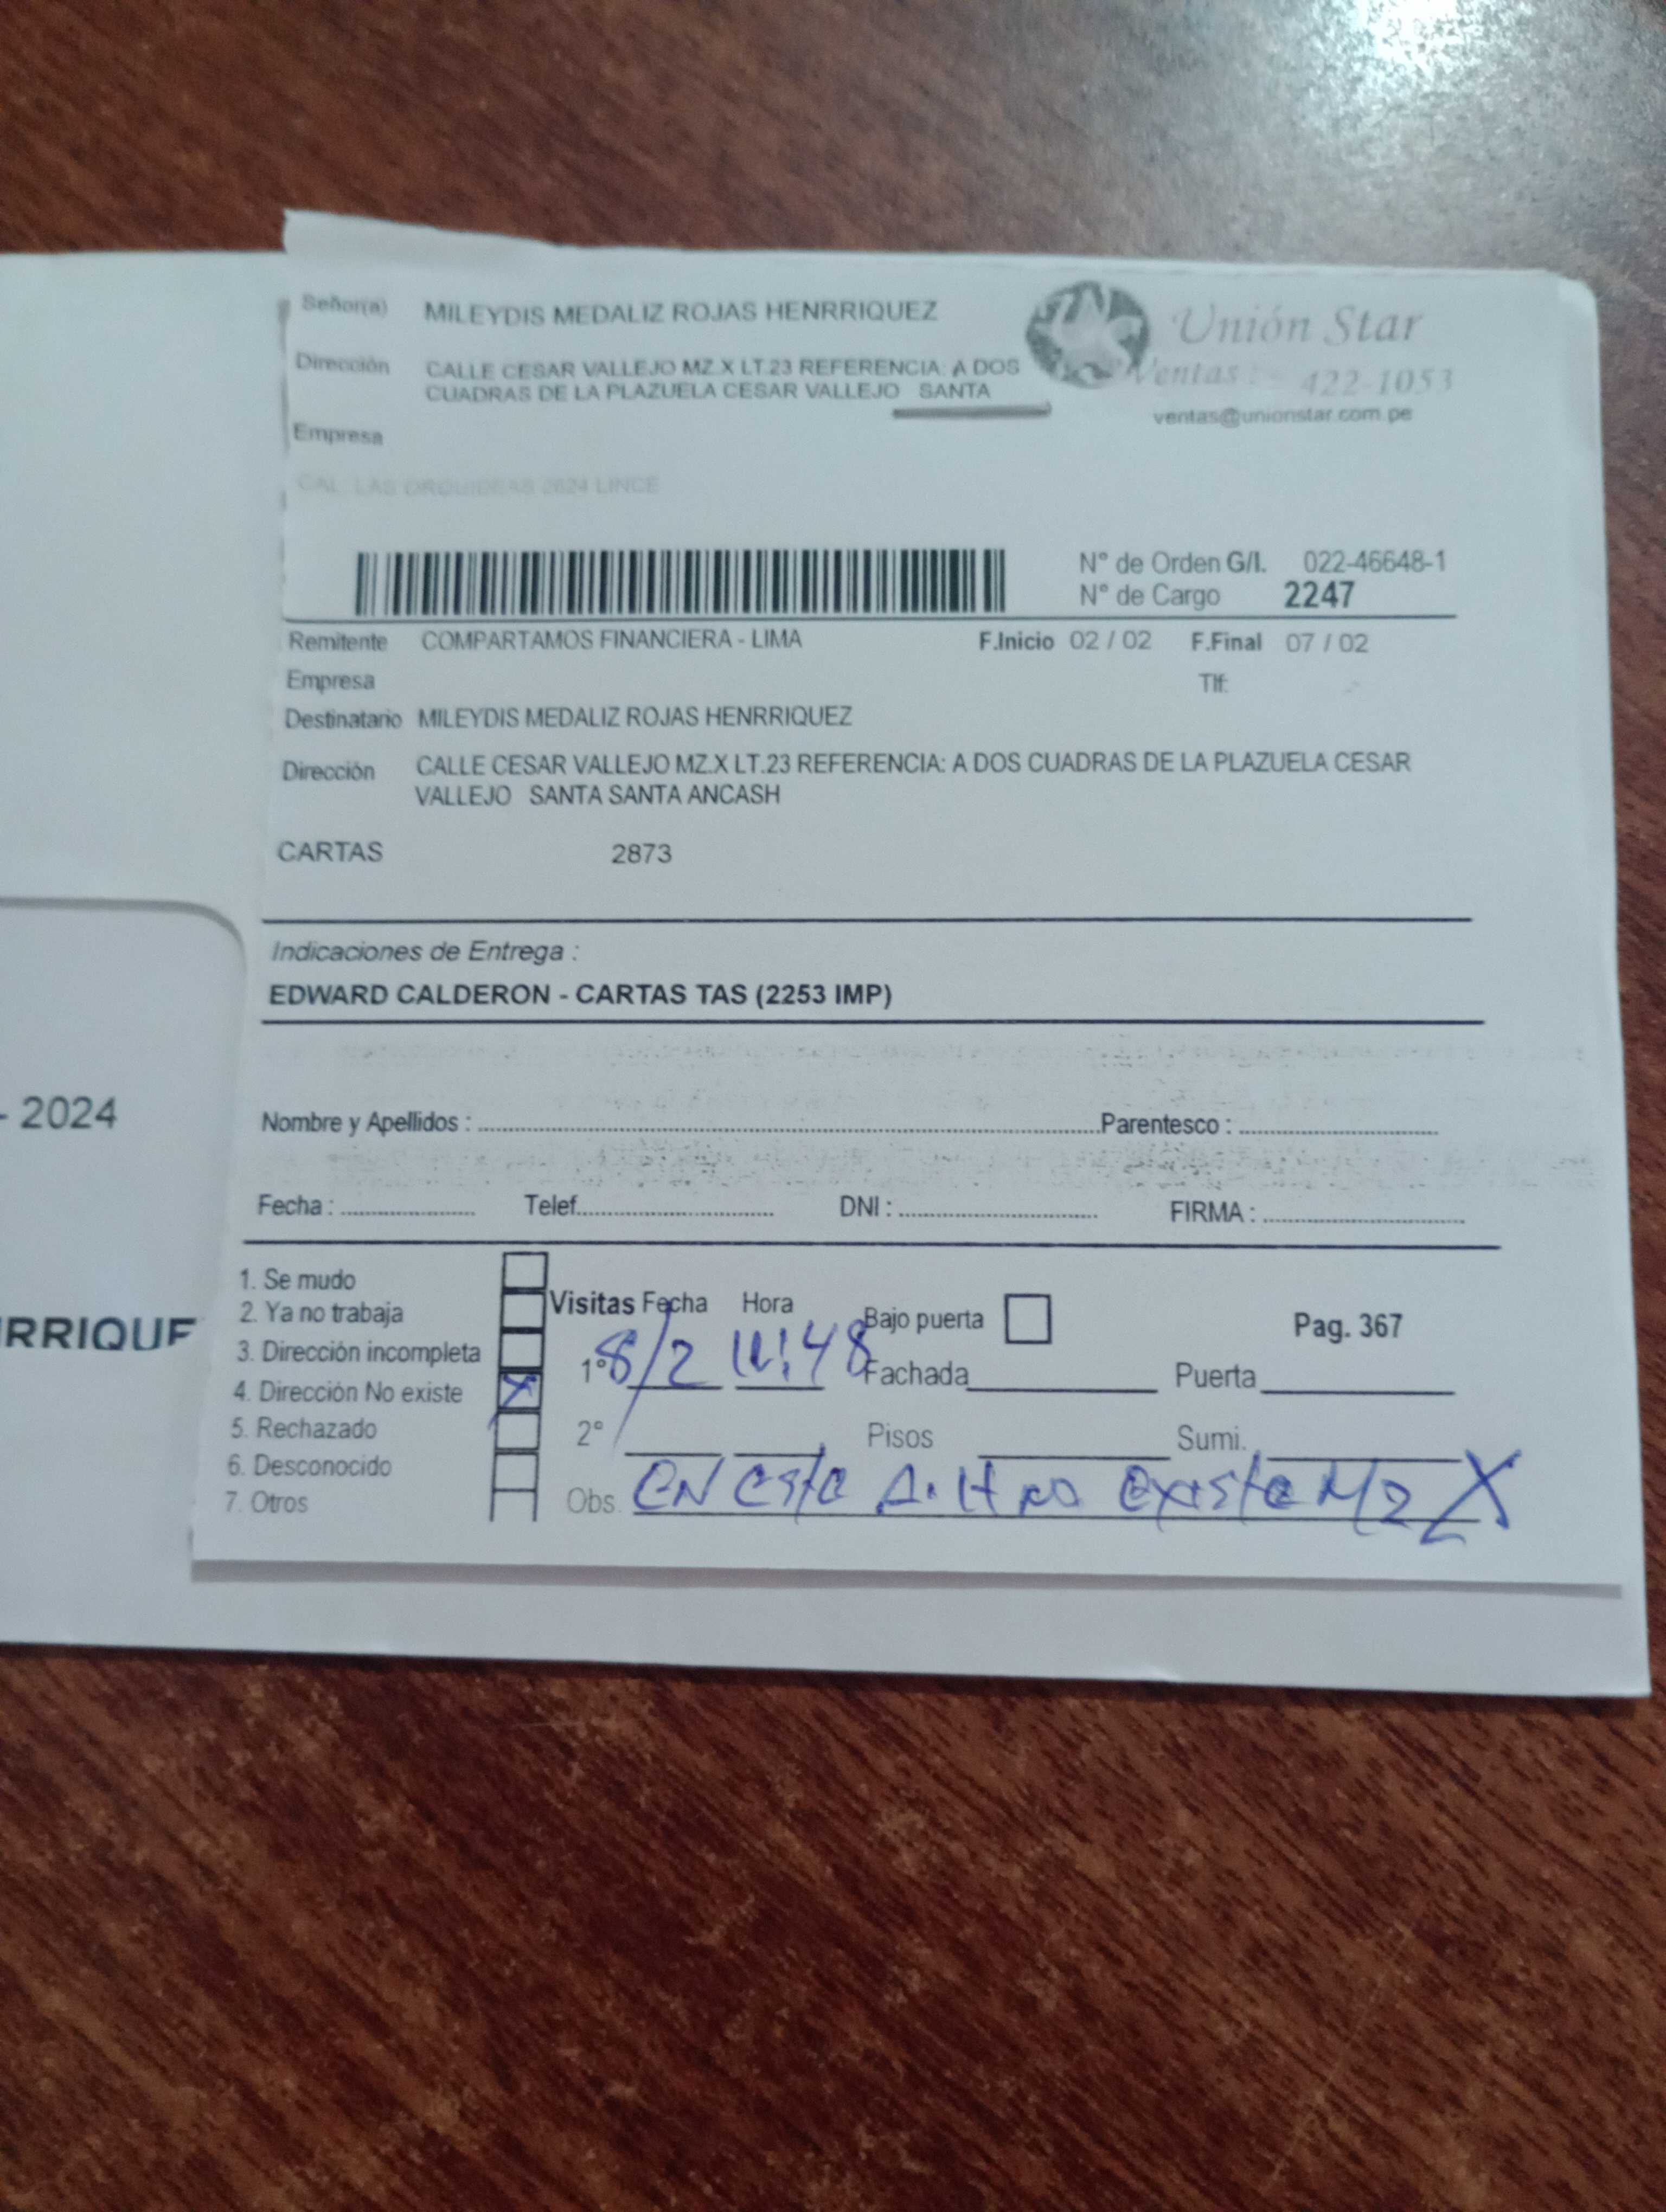 Señor(a) MILEYDIS MEDALIZ ROJAS HENRRIQUEZ
Dirección CALLE CESAR VALLEJO MZ.X LT.23 REFERENCIA: A DOS
CUADRAS DE LA PLAZUELA CESAR VALLEJO SANTA
Empresa
CAL. LAS ORQUIDEAS 2624 LINCE
Unión Star
Ventas: 422-1053
ventas@unionstar.com.pe
N° de Orden G/I. 022-46648-1
N° de Cargo 2247
Remitente COMPARTAMOS FINANCIERA - LIMA F.Inicio 02 / 02 F.Final 07 / 02
Empresa Tlf:
Destinatario MILEYDIS MEDALIZ ROJAS HENRRIQUEZ
Dirección CALLE CESAR VALLEJO MZ.X LT.23 REFERENCIA: A DOS CUADRAS DE LA PLAZUELA CESAR
VALLEJO SANTA SANTA ANCASH
CARTAS 2873
Indicaciones de Entrega :
EDWARD CALDERON - CARTAS TAS (2253 IMP)
- 2024
Nombre y Apellidos : Parentesco :
Fecha : Telef. DNI : FIRMA :
RRIQUE
1. Se mudo
2. Ya no trabaja
3. Dirección incompleta
4. Dirección No existe X
5. Rechazado
6. Desconocido
7. Otros
Visitas Fecha Hora Bajo puerta Pag. 367
1° 8/2 :48 Fachada Puerta
2° Pisos Sumi.
Obs. EN este A.H no existe Mz X